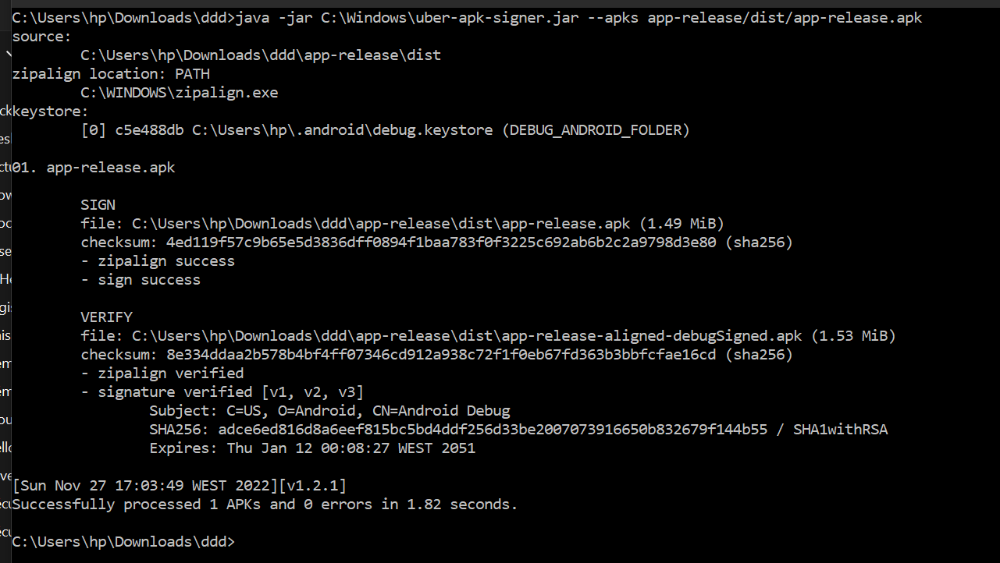 C:\Users\hp\Downloads\ddd>java -jar C:\Windows\uber-apk-signer.jar --apks app-release/dist/app-release.apk
source:
C:\Users\hp\Downloads\ddd\app-release\dist
zipalign location: PATH
C:\WINDOWS\zipalign.exe
keystore:
[0] c5e488db C:\Users\hp\.android\debug.keystore (DEBUG_ANDROID_FOLDER)
01. app-release.apk
SIGN
file: C:\Users\hp\Downloads\ddd\app-release\dist\app-release.apk (1.49 MiB)
checksum: 4ed119f57c9b65e5d3836dff0894f1baa783f0f3225c692ab6b2c2a9798d3e80 (sha256)
- zipalign success
- sign success
VERIFY
file: C:\Users\hp\Downloads\ddd\app-release\dist\app-release-aligned-debugSigned.apk (1.53 MiB)
checksum: 8e334ddaa2b578b4bf4ff07346cd912a938c72f1f0eb67fd363b3bbfcfae16cd (sha256)
- zipalign verified
- signature verified [v1, v2, v3]
Subject: C=US, O=Android, CN=Android Debug
SHA256: adce6ed816d8a6eef815bc5bd4ddf256d33be2007073916650b832679f144b55 / SHA1withRSA
Expires: Thu Jan 12 00:08:27 WEST 2051
[Sun Nov 27 17:03:49 WEST 2022][v1.2.1]
Successfully processed 1 APKs and 0 errors in 1.82 seconds.
C:\Users\hp\Downloads\ddd>